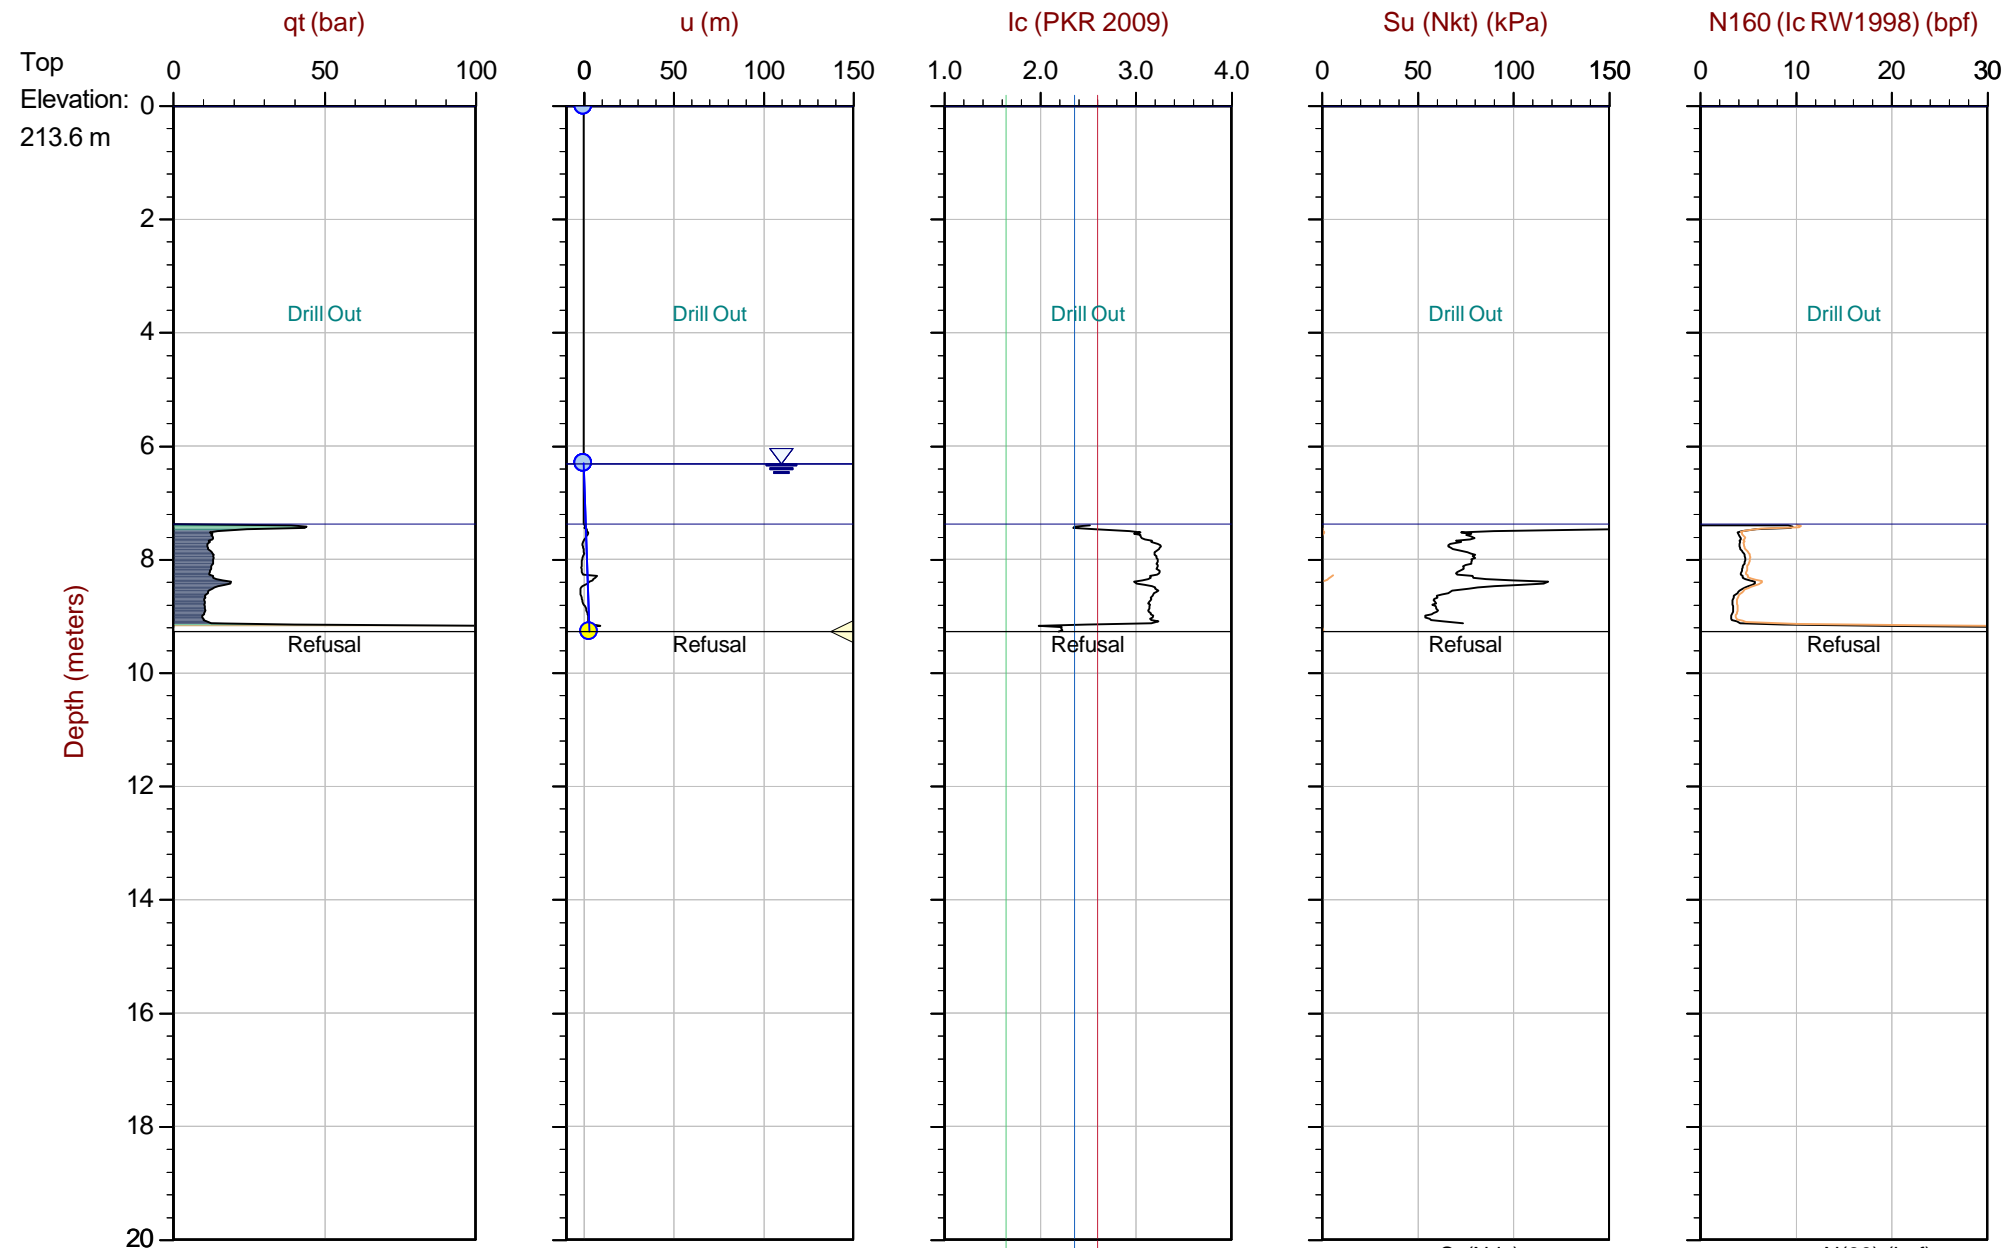 qt (bar)
u (m)
Ic (PKR 2009)
Su (Nkt) (kPa)
N160 (Ic RW1998) (bpf)
Top
Elevation:
213.6 m
0 50 100
0 50 100 150
1.0 2.0 3.0 4.0
0 50 100 150
0 10 20 30
0
2
4
6
8
10
12
14
16
18
20
Depth (meters)
Drill Out
Drill Out
Drill Out
Drill Out
Drill Out
Refusal
Refusal
Refusal
Refusal
Refusal